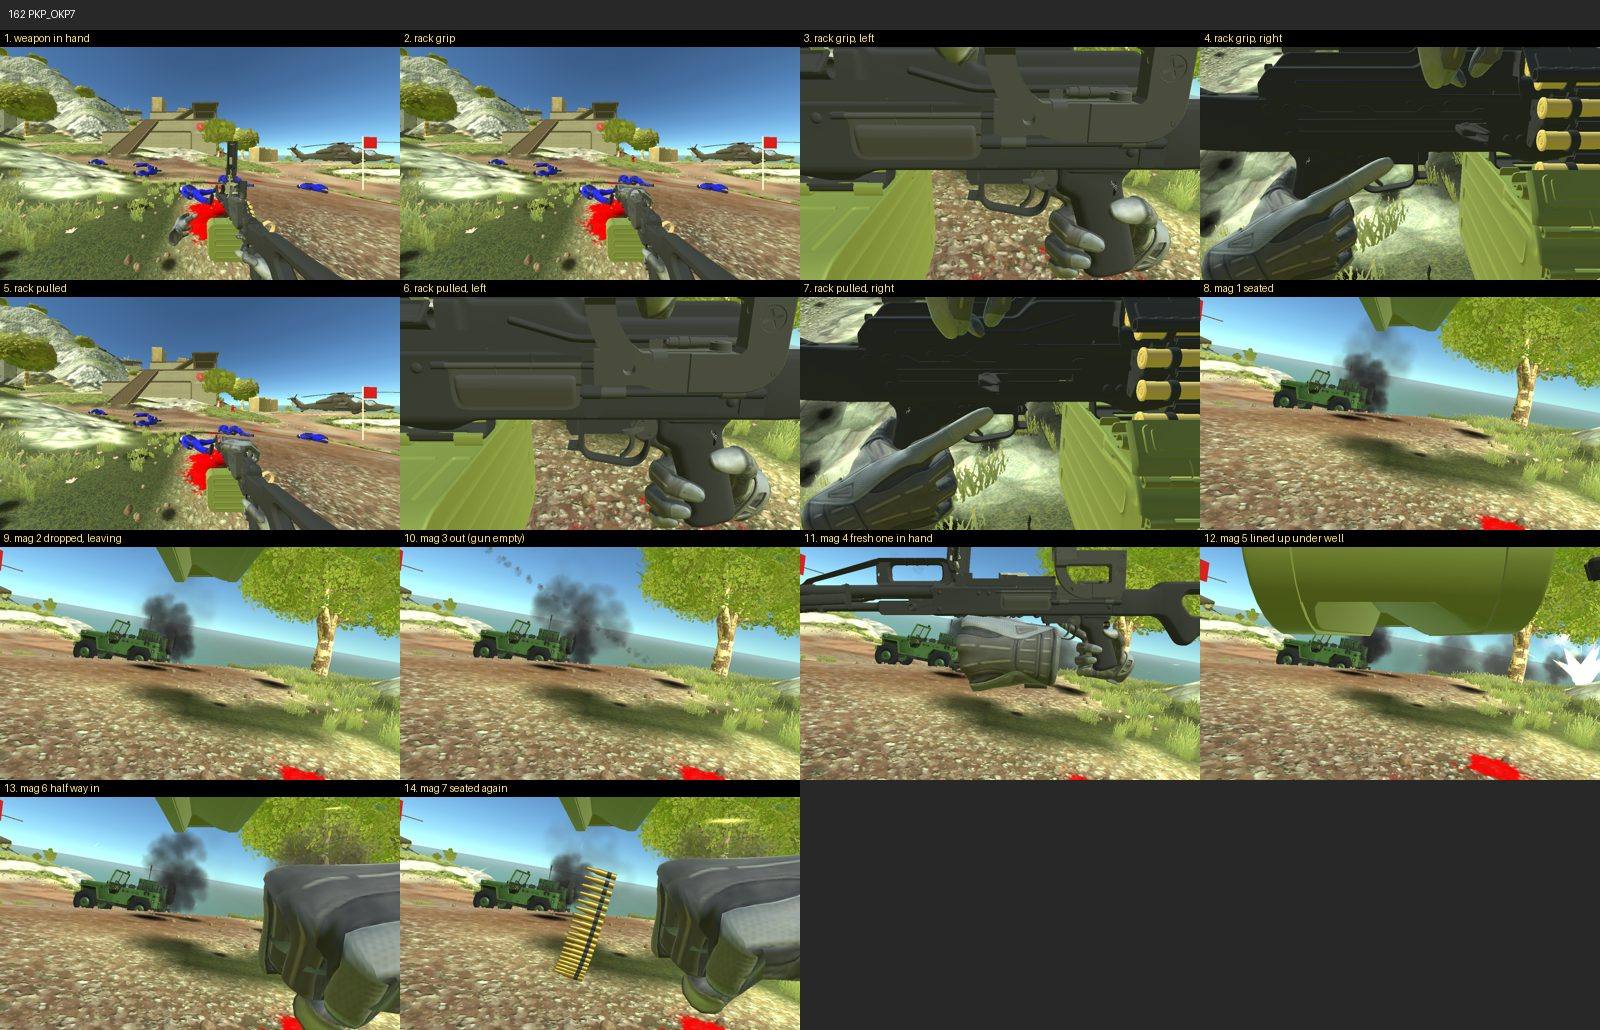 162 PKP_OKP7
1. weapon in hand
2. rack grip
3. rack grip, left
4. rack grip, right
5. rack pulled
6. rack pulled, left
7. rack pulled, right
8. mag 1 seated
9. mag 2 dropped, leaving
10. mag 3 out (gun empty)
11. mag 4 fresh one in hand
12. mag 5 lined up under well
13. mag 6 half way in
14. mag 7 seated again